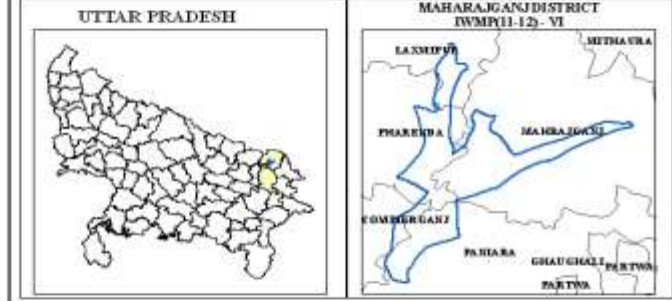 UTTAR PRADESH
MAHARAJGANJ DISTRICT
IWMP(11-12) - VI
LAXMIPUR
MITHAURA
PHARENDA
MAHRAJGANJ
PANIARA
GHAUGHALI
PARTWA
PARTWA